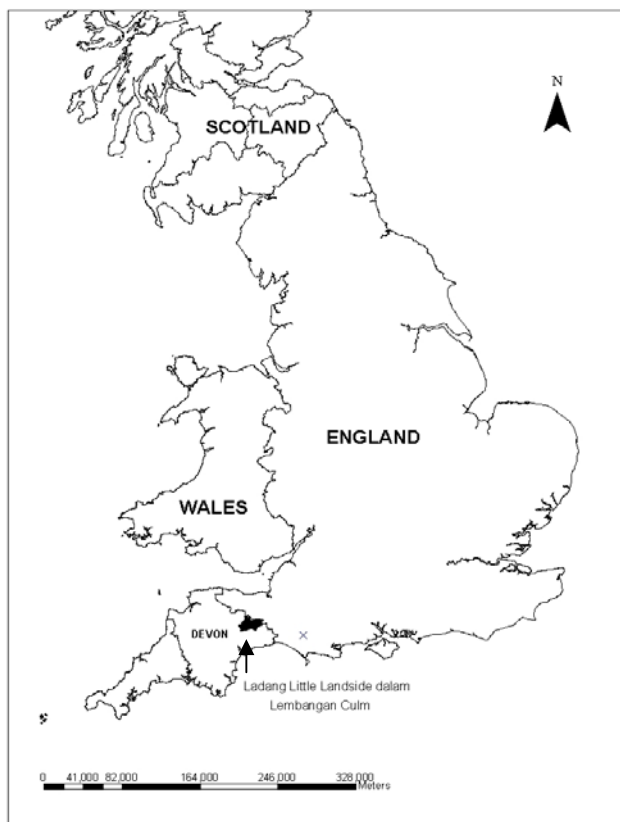 N
SCOTLAND
ENGLAND
WALES
DEVON
Ladang Little Landside dalam
Lembangan Culm
0 41,000 82,000 164,000 246,000 328,000
Meters